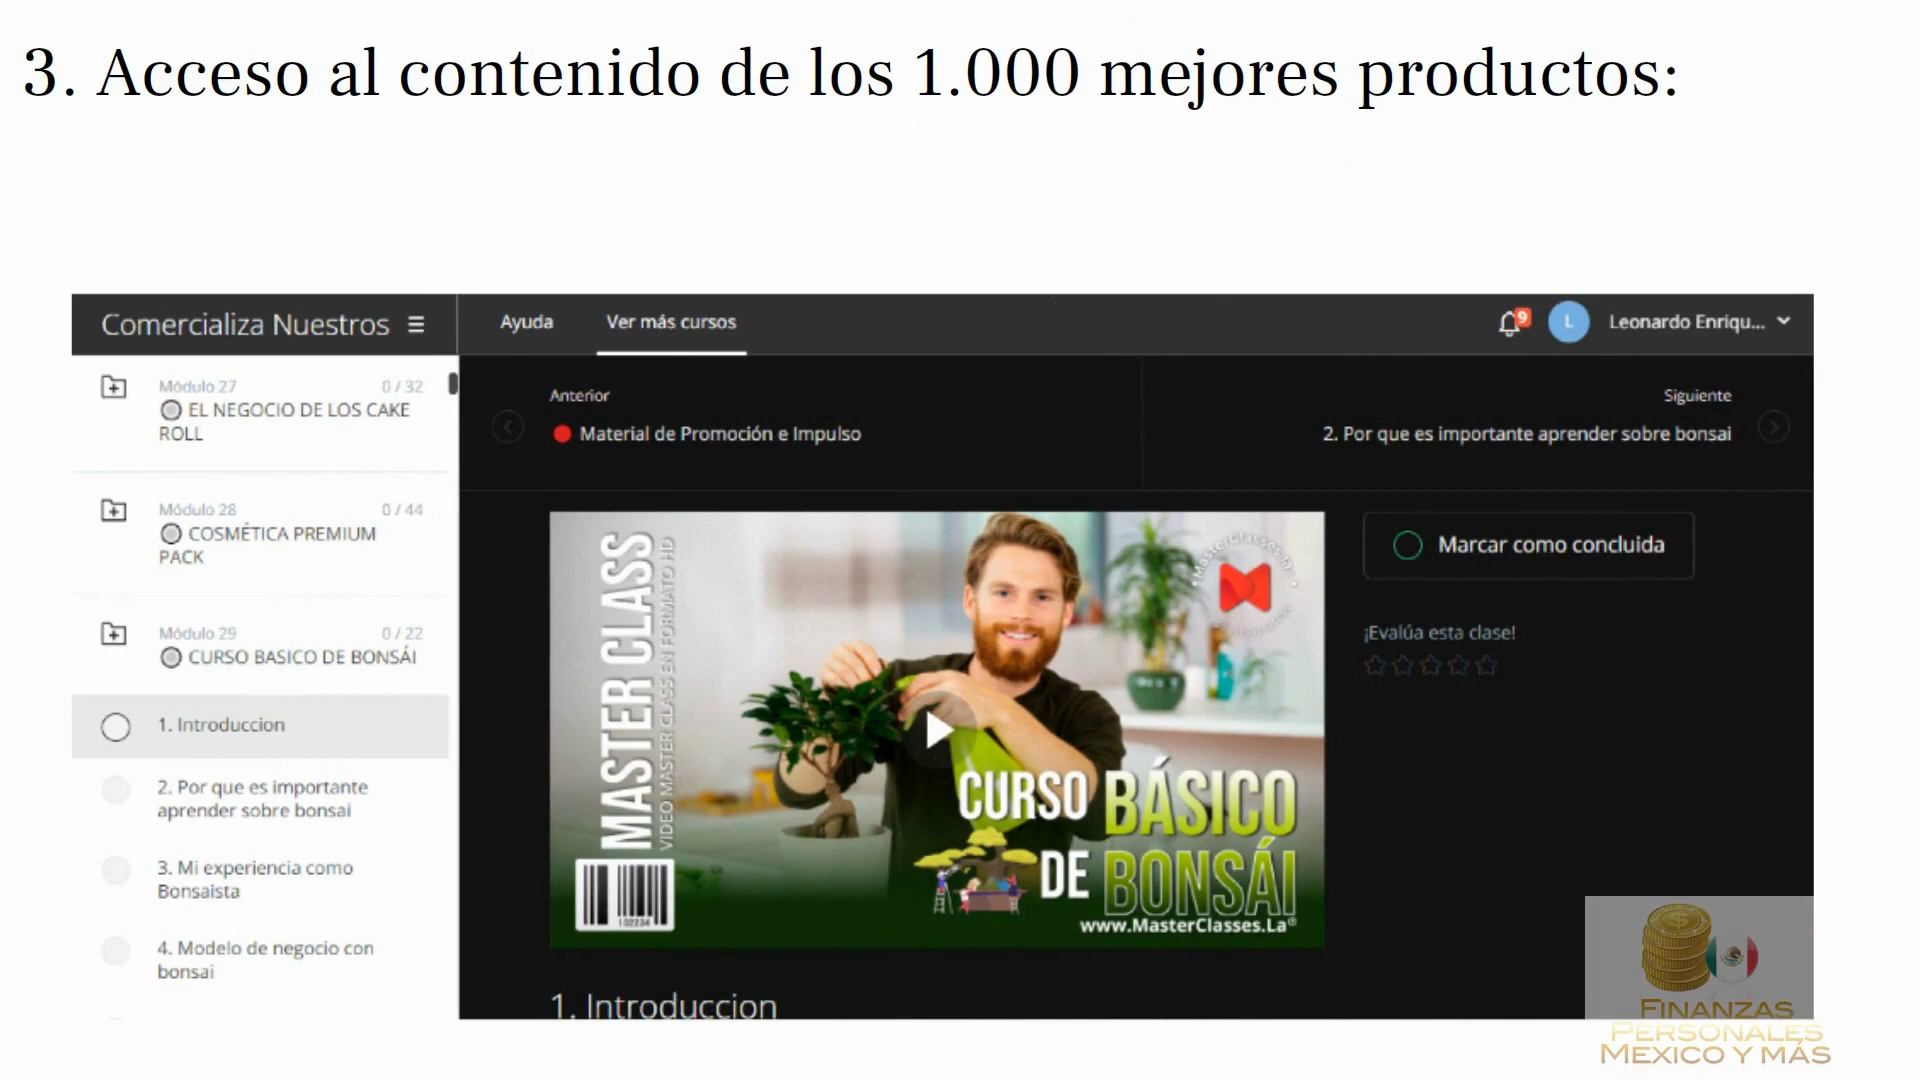 3. Acceso al contenido de los 1.000 mejores productos:
Comercializa Nuestros
Ayuda
Ver más cursos
9
L
Leonardo Enriqu...
Módulo 27
0 / 32
EL NEGOCIO DE LOS CAKE
ROLL
Módulo 28
0 / 44
COSMÉTICA PREMIUM
PACK
Módulo 29
0 / 22
CURSO BASICO DE BONSÁI
1. Introduccion
2. Por que es importante
aprender sobre bonsai
3. Mi experiencia como
Bonsaista
4. Modelo de negocio con
bonsai
Anterior
Material de Promoción e Impulso
Siguiente
2. Por que es importante aprender sobre bonsai
MASTER CLASS
VIDEO MASTER CLASS EN FORMATO HD
MasterClasses.la
CURSO BÁSICO
DE BONSÁI
www.MasterClasses.La®
102234
Marcar como concluida
¡Evalúa esta clase!
1. Introduccion
FINANZAS
PERSONALES
MEXICO Y MÁS